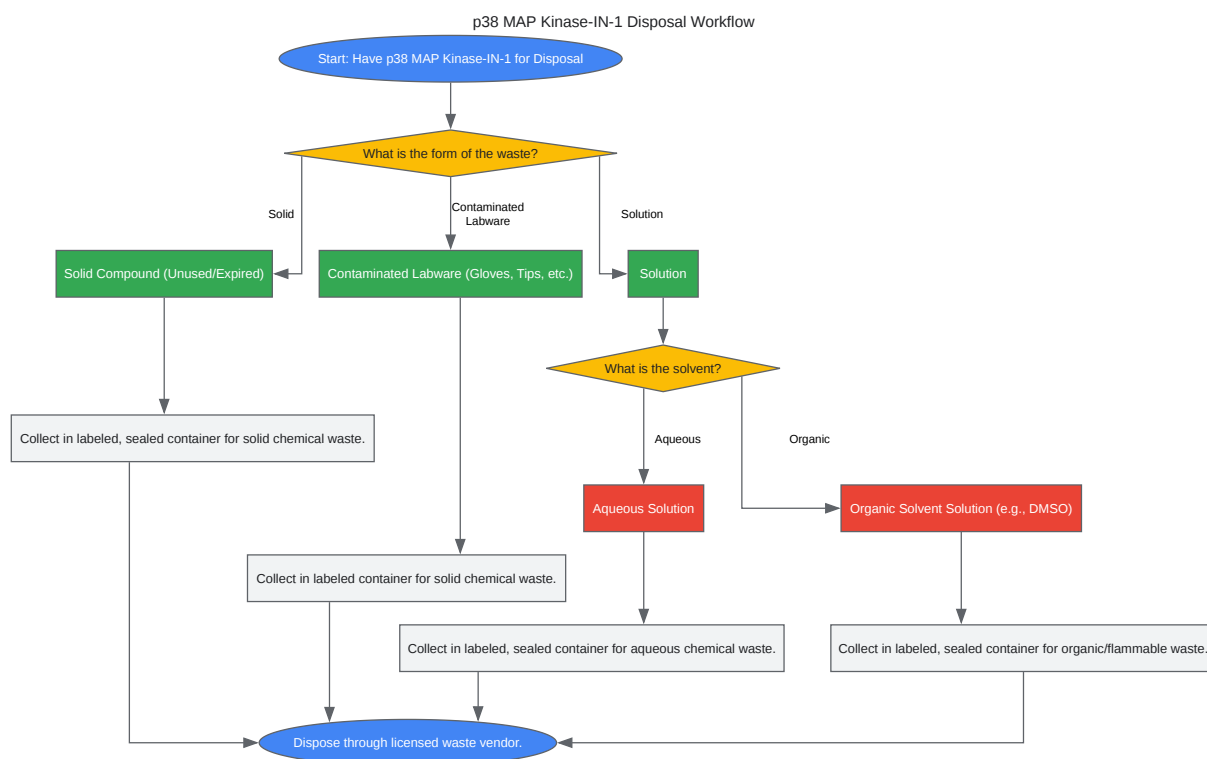 p38 MAP Kinase-IN-1 Disposal Workflow
Start: Have p38 MAP Kinase-IN-1 for Disposal
What is the form of the waste?
Solid
Contaminated
Labware
Solution
Solid Compound (Unused/Expired)
Contaminated Labware (Gloves, Tips, etc.)
Solution
What is the solvent?
Collect in labeled, sealed container for solid chemical waste.
Aqueous
Organic
Aqueous Solution
Organic Solvent Solution (e.g., DMSO)
Collect in labeled container for solid chemical waste.
Collect in labeled, sealed container for aqueous chemical waste.
Collect in labeled, sealed container for organic/flammable waste.
Dispose through licensed waste vendor.